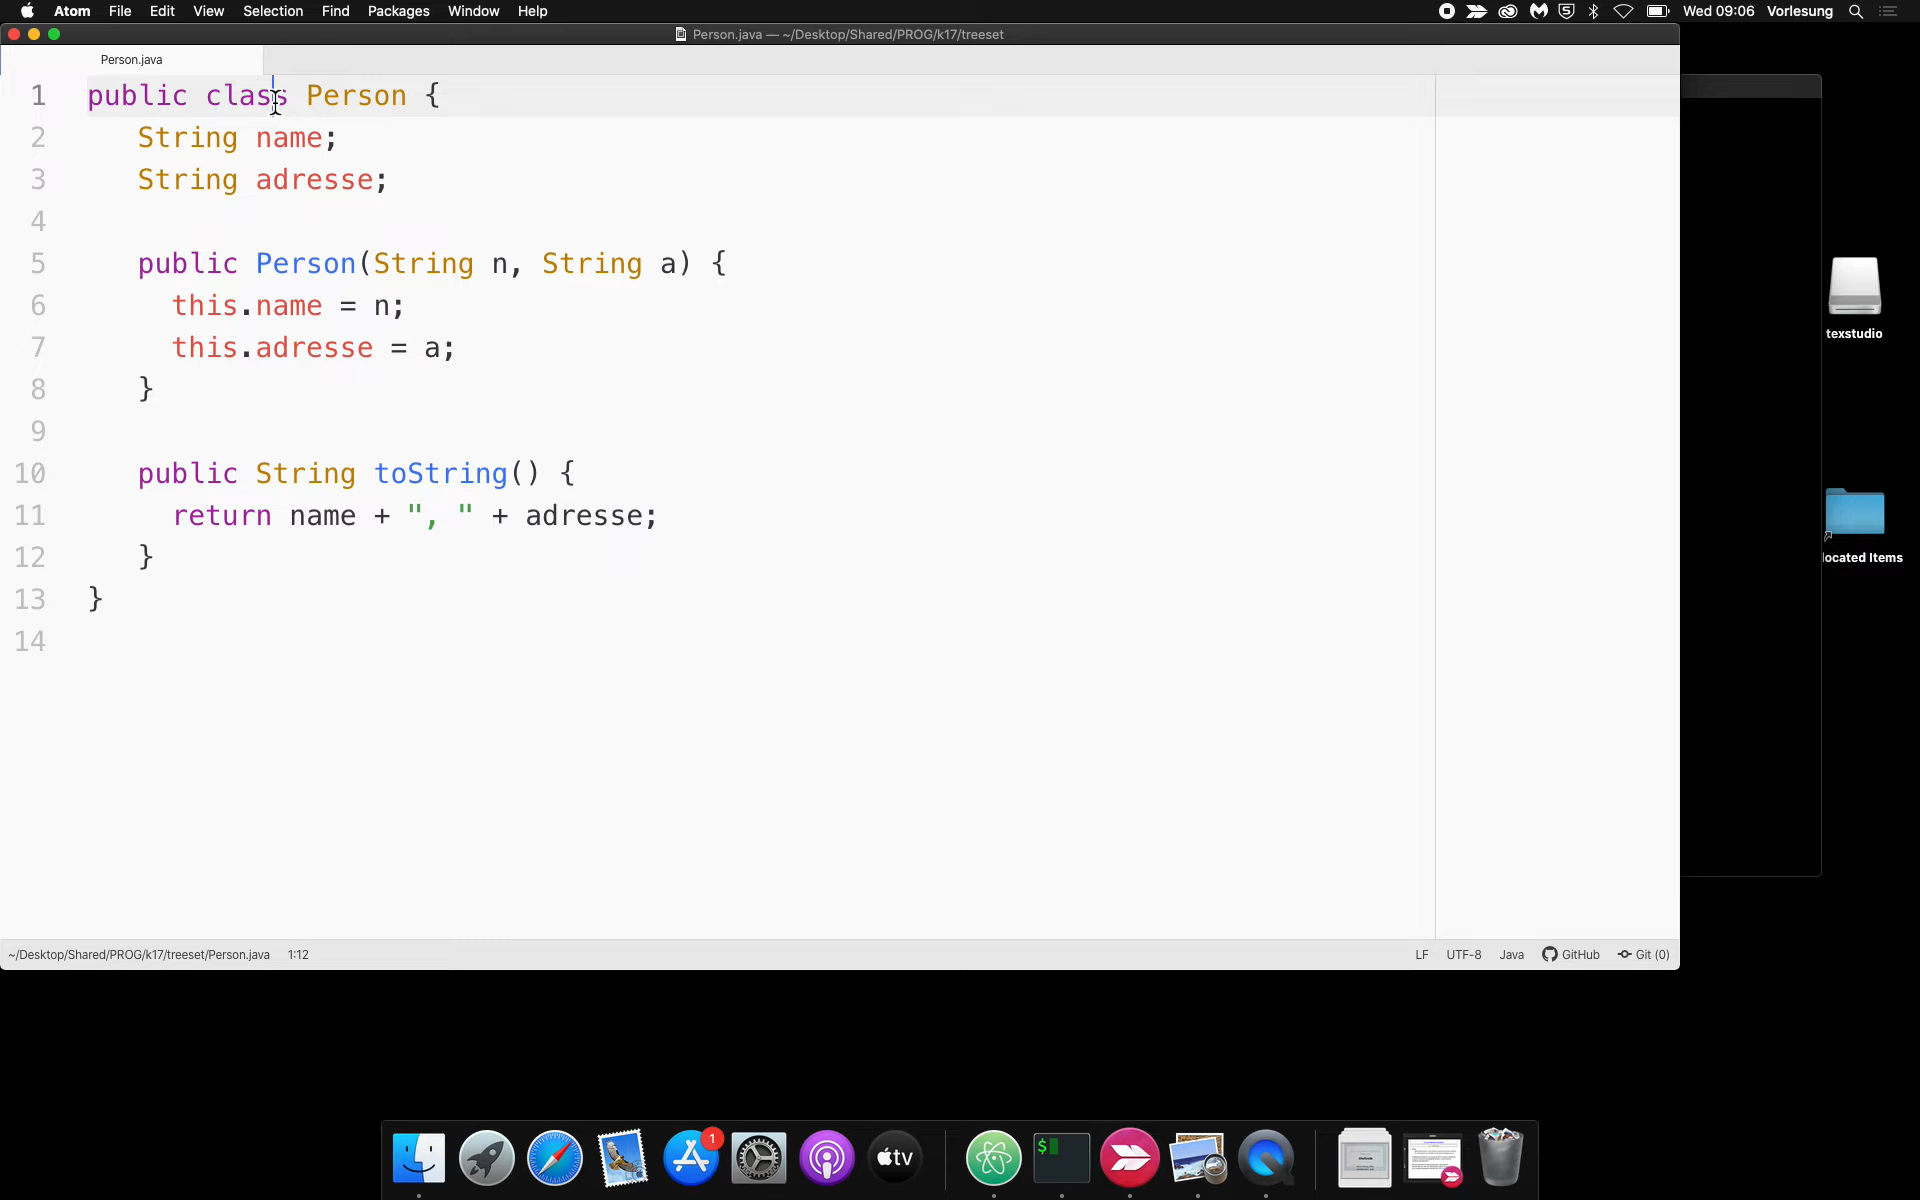 Atom File Edit View Selection Find Packages Window Help
Wed 09:06 Vorlesung
Person.java — ~/Desktop/Shared/PROG/k17/treeset
Person.java
1 public class Person {
2 String name;
3 String adresse;
4
5 public Person(String n, String a) {
6 this.name = n;
7 this.adresse = a;
8 }
9
10 public String toString() {
11 return name + ", " + adresse;
12 }
13 }
14
texstudio
located Items
~/Desktop/Shared/PROG/k17/treeset/Person.java 1:12
LF UTF-8 Java GitHub Git (0)
1
$
tv